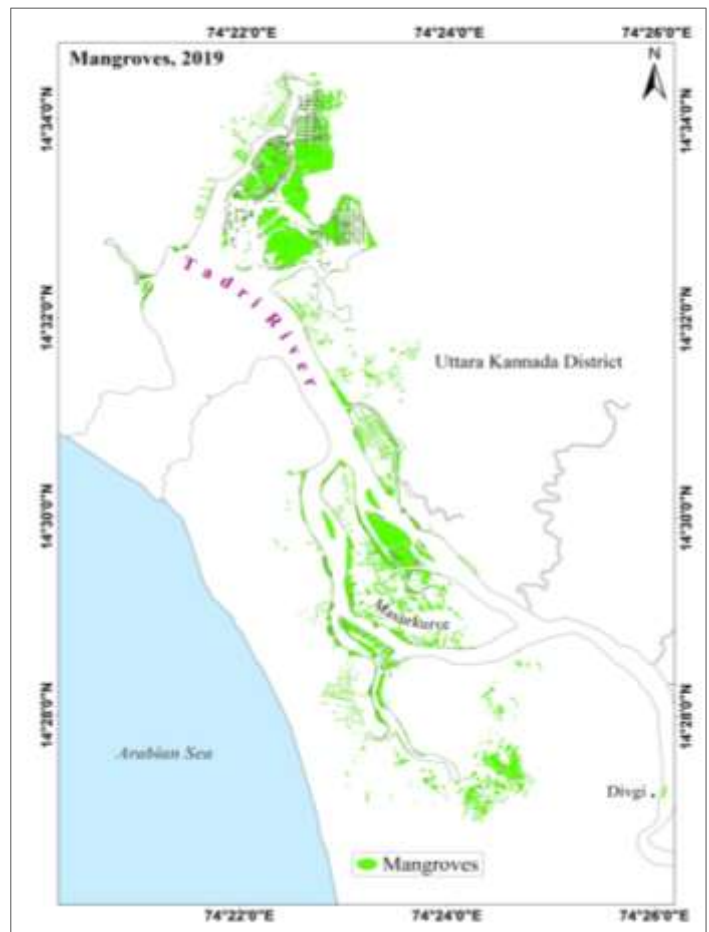 74°22'0"E 74°24'0"E 74°26'0"E
Mangroves, 2019
N
14°34'0"N
14°34'0"N
Tadri River
14°32'0"N
14°32'0"N
Uttara Kannada District
14°30'0"N
14°30'0"N
14°28'0"N
14°28'0"N
Arabian Sea
Divgi
Mangroves
74°22'0"E 74°24'0"E 74°26'0"E